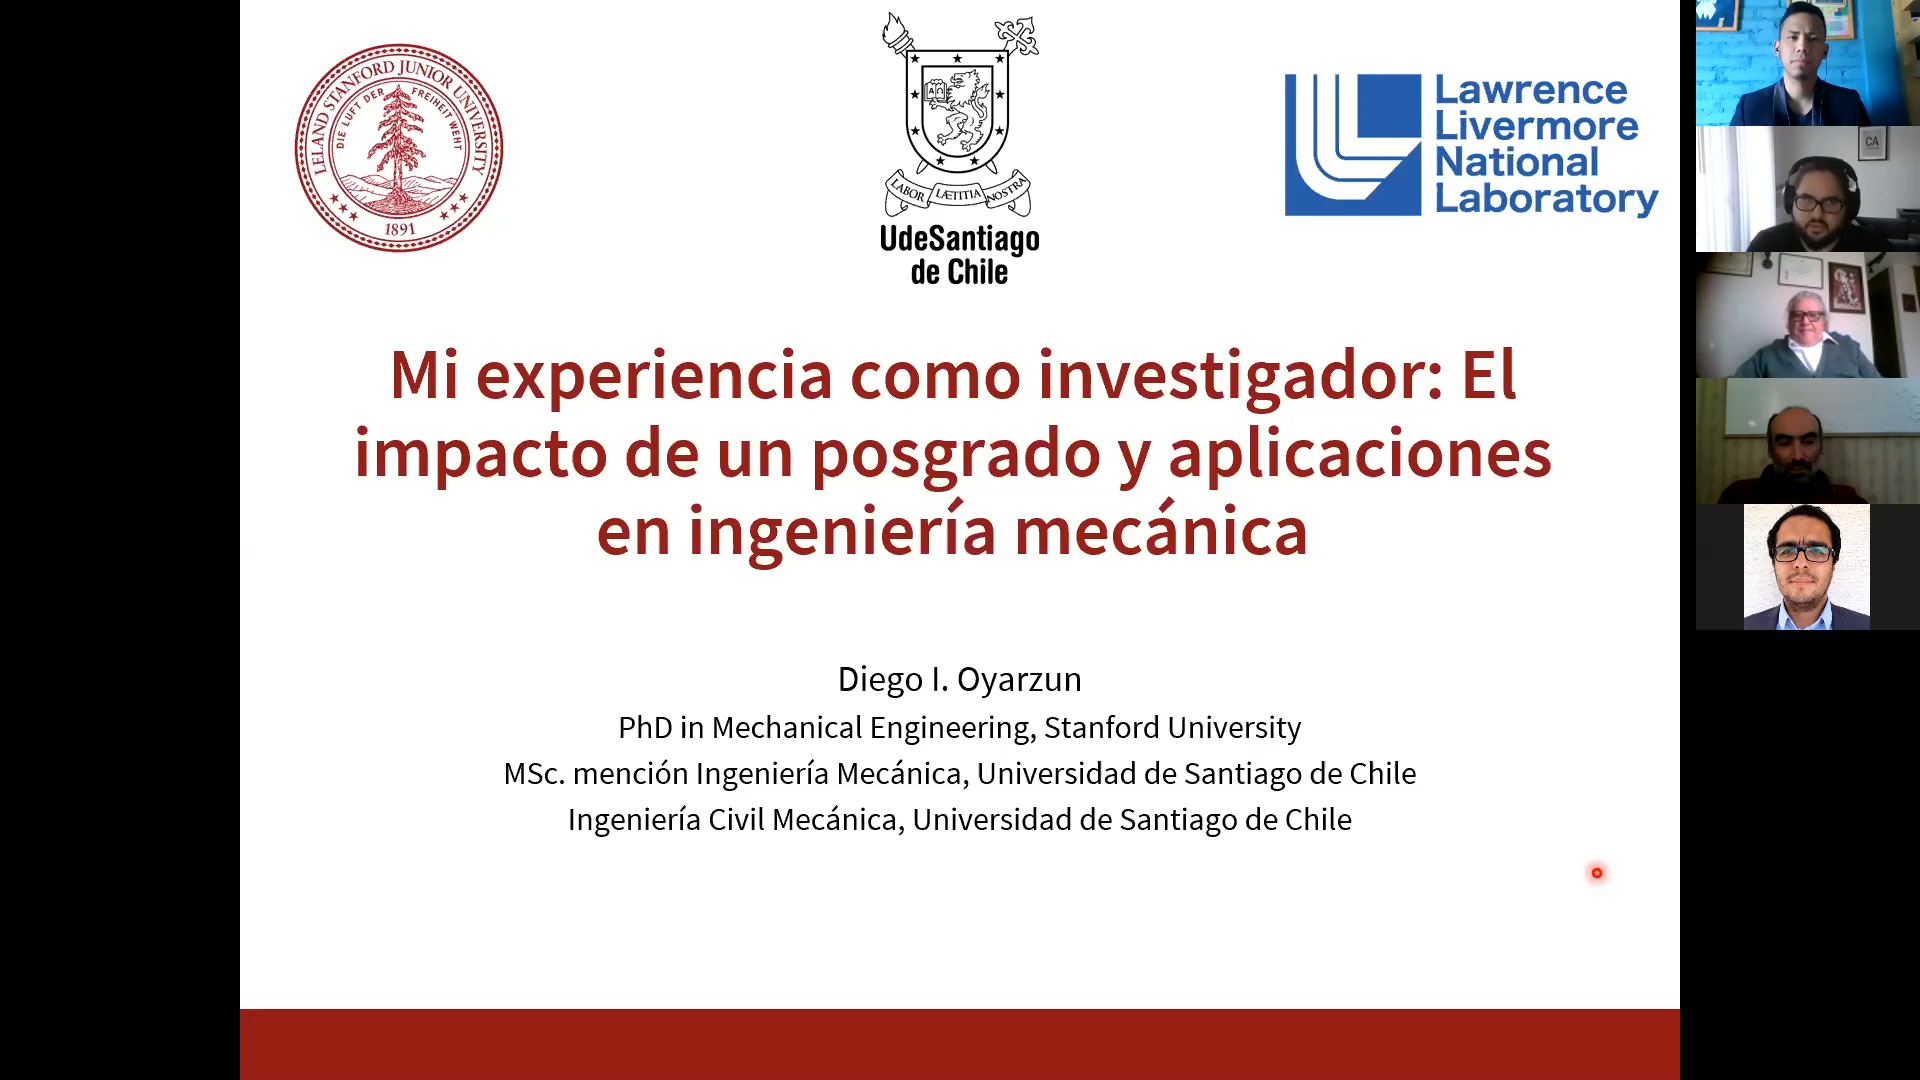 LELAND STANFORD JUNIOR UNIVERSITY
DIE LUFT DER FREIHEIT WEHT
1891
LABOR LÆTITIA NOSTRA
UdeSantiago
de Chile
Lawrence
Livermore
National
Laboratory
Mi experiencia como investigador: El
impacto de un posgrado y aplicaciones
en ingeniería mecánica
Diego I. Oyarzun
PhD in Mechanical Engineering, Stanford University
MSc. mención Ingeniería Mecánica, Universidad de Santiago de Chile
Ingeniería Civil Mecánica, Universidad de Santiago de Chile
CA